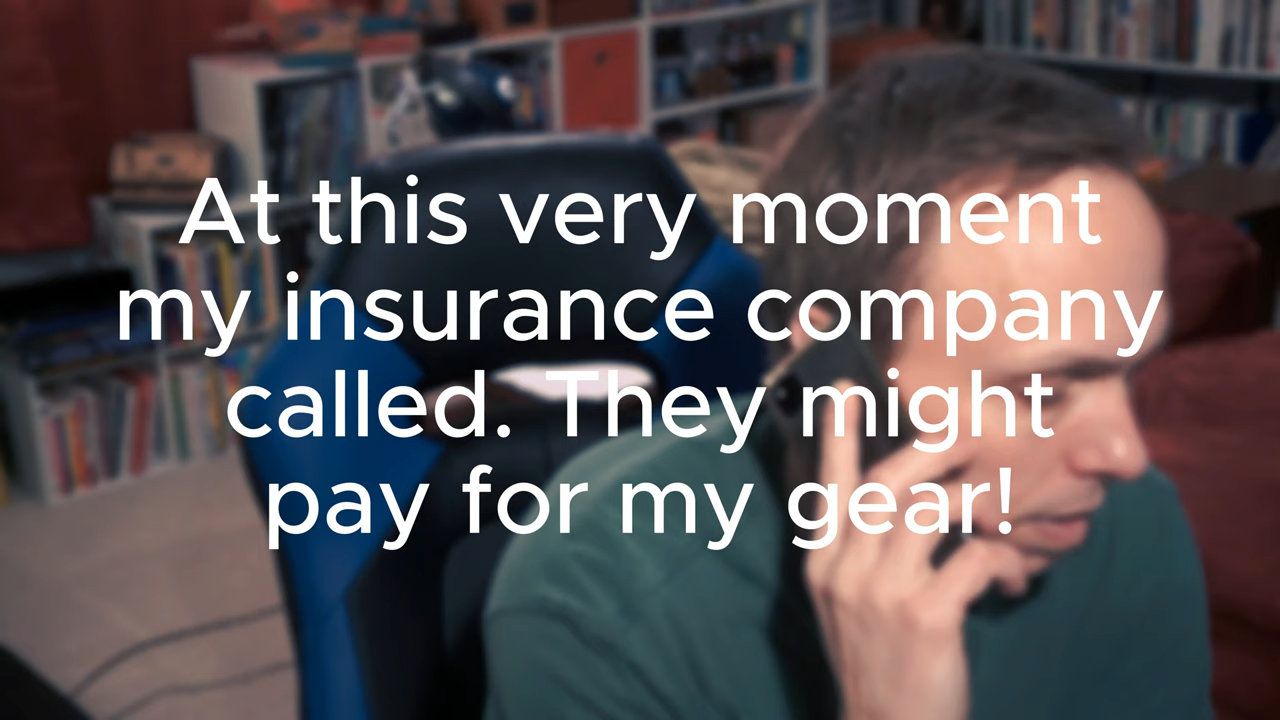 At this very moment
my insurance company
called. They might
pay for my gear!